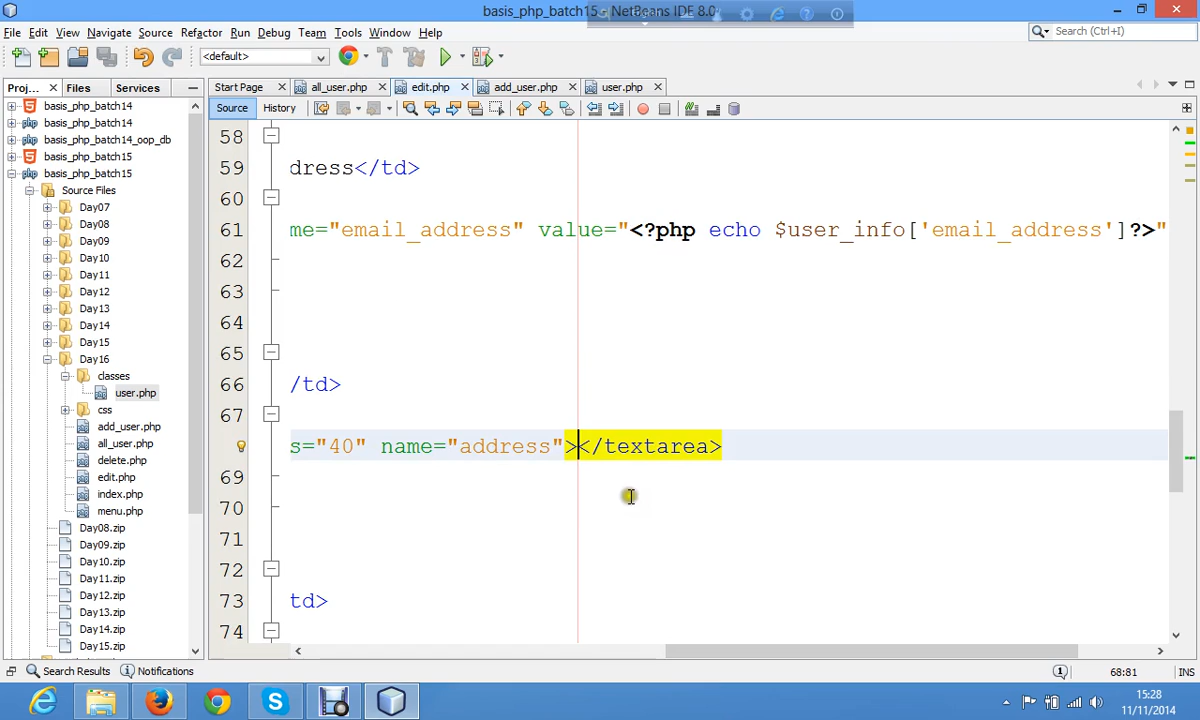 basis_php_batch15 - NetBeans IDE 8.0
File Edit View Navigate Source Refactor Run Debug Team Tools Window Help
Search (Ctrl+I)
<default>
Proj... Files Services
Start Page all_user.php edit.php add_user.php user.php
Source History
basis_php_batch14
basis_php_batch14
basis_php_batch14_oop_db
basis_php_batch15
basis_php_batch15
Source Files
Day07
Day08
Day09
Day10
Day11
Day12
Day13
Day14
Day15
Day16
classes
user.php
css
add_user.php
all_user.php
delete.php
edit.php
index.php
menu.php
Day08.zip
Day09.zip
Day10.zip
Day11.zip
Day12.zip
Day13.zip
Day14.zip
Day15.zip
58
59 dress</td>
60
61 me="email_address" value="<?php echo $user_info['email_address']?>"
62
63
64
65
66 /td>
67
s="40" name="address"></textarea>
69
70
71
72
73 td>
74
Search Results Notifications
1 68:81 INS
15:28
11/11/2014